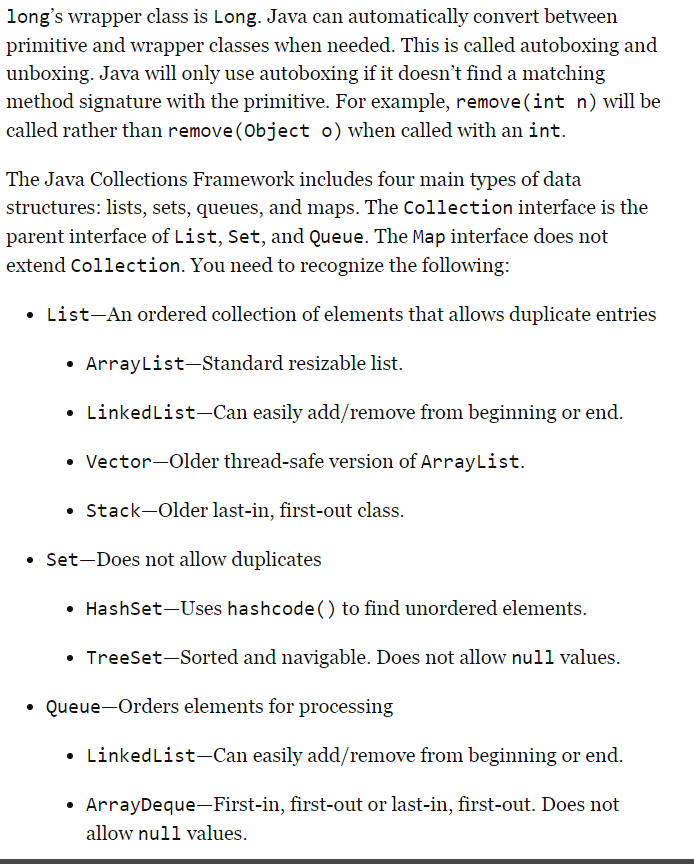 long’s wrapper class is Long. Java can automatically convert between
primitive and wrapper classes when needed. This is called autoboxing and
unboxing. Java will only use autoboxing if it doesn’t find a matching
method signature with the primitive. For example, remove(int n) will be
called rather than remove(Object o) when called with an int.
The Java Collections Framework includes four main types of data
structures: lists, sets, queues, and maps. The Collection interface is the
parent interface of List, Set, and Queue. The Map interface does not
extend Collection. You need to recognize the following:
• List—An ordered collection of elements that allows duplicate entries
• ArrayList—Standard resizable list.
• LinkedList—Can easily add/remove from beginning or end.
• Vector—Older thread-safe version of ArrayList.
• Stack—Older last-in, first-out class.
• Set—Does not allow duplicates
• HashSet—Uses hashcode() to find unordered elements.
• TreeSet—Sorted and navigable. Does not allow null values.
• Queue—Orders elements for processing
• LinkedList—Can easily add/remove from beginning or end.
• ArrayDeque—First-in, first-out or last-in, first-out. Does not
allow null values.